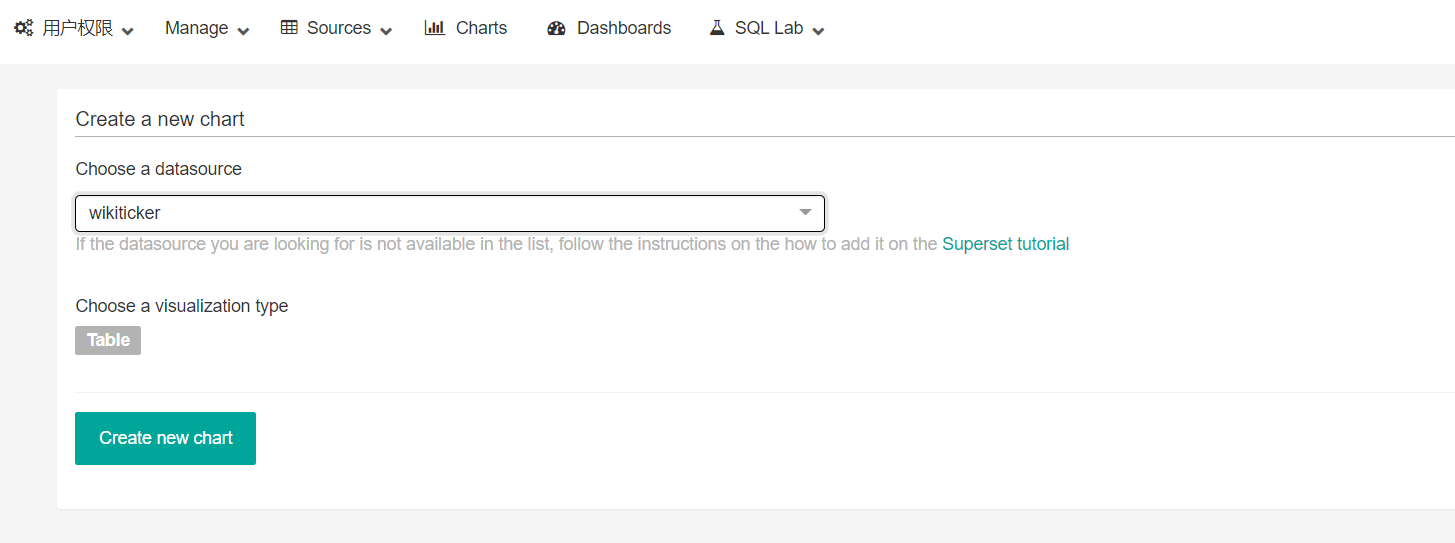 用户权限 Manage Sources Charts Dashboards SQL Lab
Create a new chart
Choose a datasource
wikiticker
If the datasource you are looking for is not available in the list, follow the instructions on the how to add it on the Superset tutorial
Choose a visualization type
Table
Create new chart